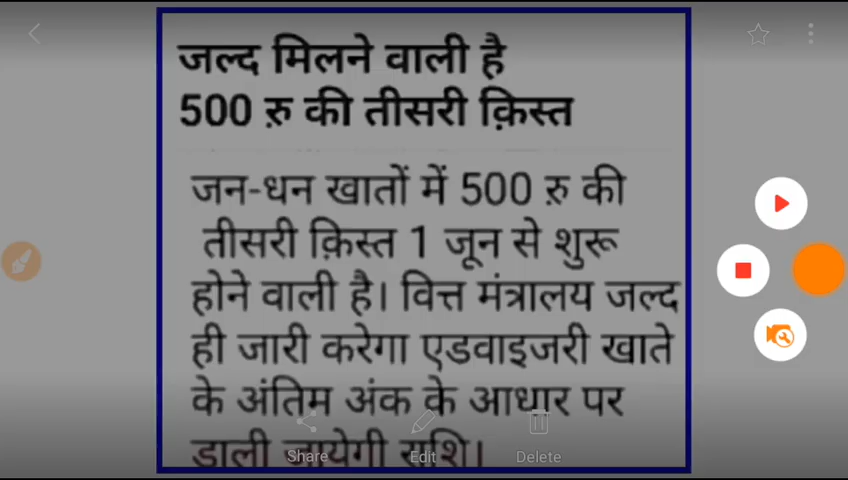 जल्द मिलने वाली है
500 रु की तीसरी क़िस्त
जन-धन खातों में 500 रु की
तीसरी क़िस्त 1 जून से शुरू
होने वाली है। वित्त मंत्रालय जल्द
ही जारी करेगा एडवाइजरी खाते
के अंतिम अंक के आधार पर
डाली जायेगी राशि।
Share Edit Delete